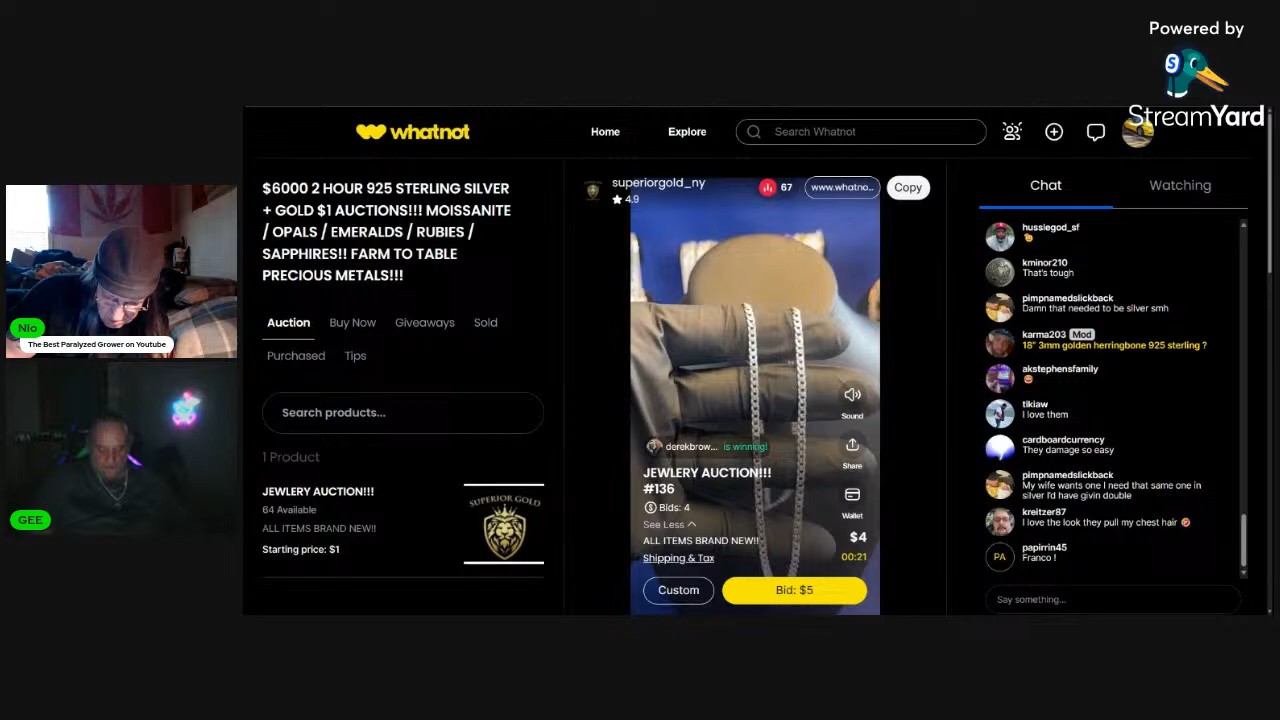 Powered by
StreamYard
whatnot
Home
Explore
Search Whatnot
$6000 2 HOUR 925 STERLING SILVER
+ GOLD $1 AUCTIONS!!! MOISSANITE
/ OPALS / EMERALDS / RUBIES /
SAPPHIRES!! FARM TO TABLE
PRECIOUS METALS!!!
Auction
Buy Now
Giveaways
Sold
Purchased
Tips
Search products...
1 Product
JEWLERY AUCTION!!!
64 Available
ALL ITEMS BRAND NEW!!
Starting price: $1
SUPERIOR GOLD
superiorgold_ny
4.9
67
www.whatno...
Copy
Sound
Share
Wallet
derekbrow... is winning!
JEWLERY AUCTION!!!
#136
Bids: 4
See Less
ALL ITEMS BRAND NEW!!
Shipping & Tax
$4
00:21
Custom
Bid: $5
Chat
Watching
husslegod_sf
kminor210
That's tough
pimpnamedslickback
Damn that needed to be silver smh
karma203 Mod
18" 3mm golden herringbone 925 sterling ?
akstephensfamily
tikiaw
I love them
cardboardcurrency
They damage so easy
pimpnamedslickback
My wife wants one I need that same one in
silver I'd have givin double
kreitzer87
I love the look they pull my chest hair
PA
papirrin45
Franco !
Say something...
Nlo
The Best Paralyzed Grower on Youtube
GEE